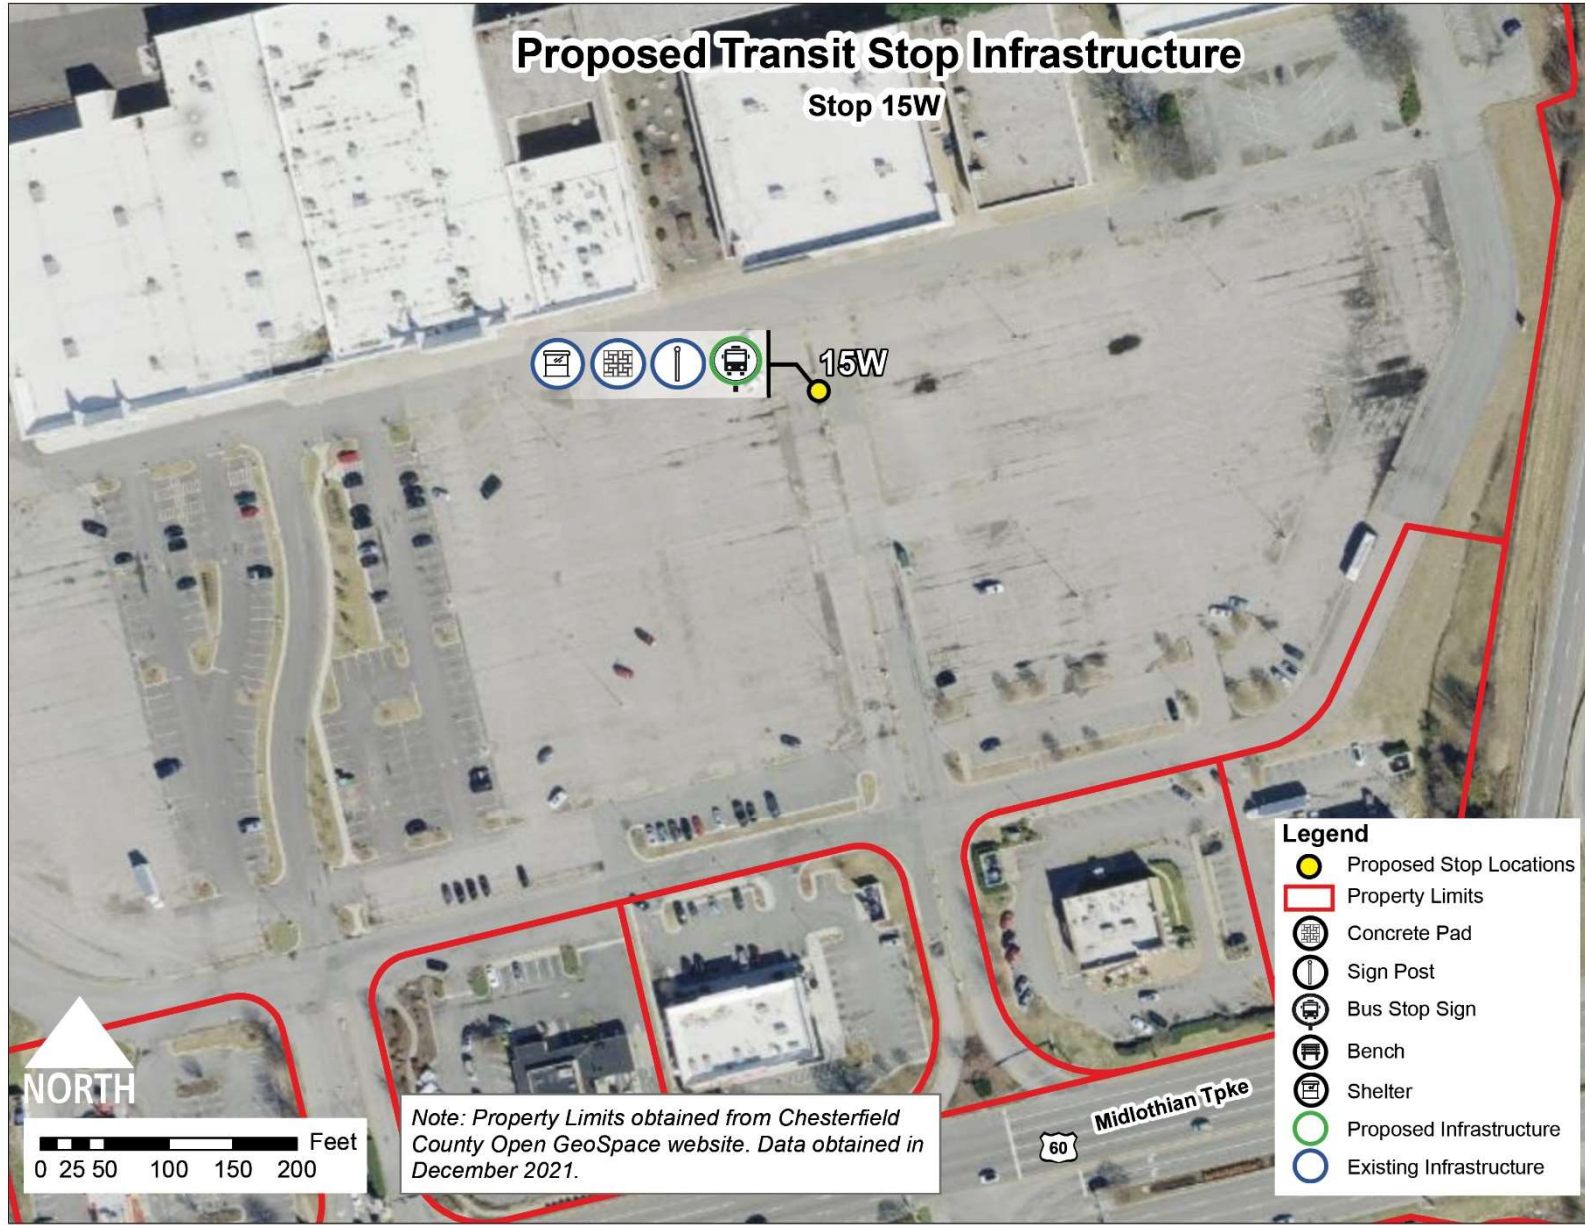 Proposed Transit Stop Infrastructure
Stop 15W
15W
Legend
Proposed Stop Locations
Property Limits
Concrete Pad
Sign Post
Bus Stop Sign
Bench
Shelter
Proposed Infrastructure
Existing Infrastructure
Midlothian Tpke
60
NORTH
Feet
0 25 50 100 150 200
Note: Property Limits obtained from Chesterfield
County Open GeoSpace website. Data obtained in
December 2021.